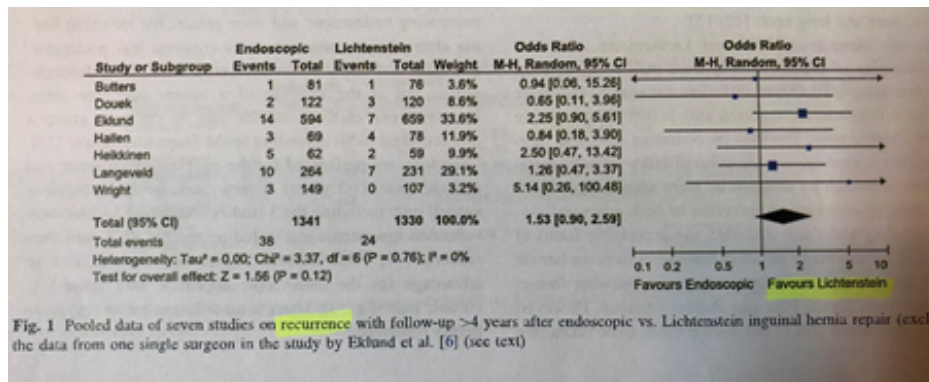 Endoscopic Lichtenstein Odds Ratio Odds Ratio
Study or Subgroup Events Total Events Total Weight M-H, Random, 95% CI M-H, Random, 95% CI
Butters 1 81 1 76 3.6% 0.94 [0.06, 15.26]
Douek 2 122 3 120 8.6% 0.65 [0.11, 3.96]
Eklund 14 594 7 659 33.6% 2.25 [0.90, 5.61]
Hallen 3 69 4 78 11.9% 0.84 [0.18, 3.90]
Heikkinen 5 62 2 59 9.9% 2.50 [0.47, 13.42]
Langeveld 10 264 7 231 29.1% 1.26 [0.47, 3.37]
Wright 3 149 0 107 3.2% 5.14 [0.26, 100.48]
Total (95% CI) 1341 1330 100.0% 1.53 [0.90, 2.59]
Total events 38 24
Heterogeneity: Tau² = 0.00; Chi² = 3.37, df = 6 (P = 0.76); I² = 0%
Test for overall effect: Z = 1.56 (P = 0.12)
0.1 0.2 0.5 1 2 5 10
Favours Endoscopic Favours Lichtenstein
Fig. 1 Pooled data of seven studies on recurrence with follow-up >4 years after endoscopic vs. Lichtenstein inguinal hernia repair (excl
the data from one single surgeon in the study by Eklund et al. [6] (see text)